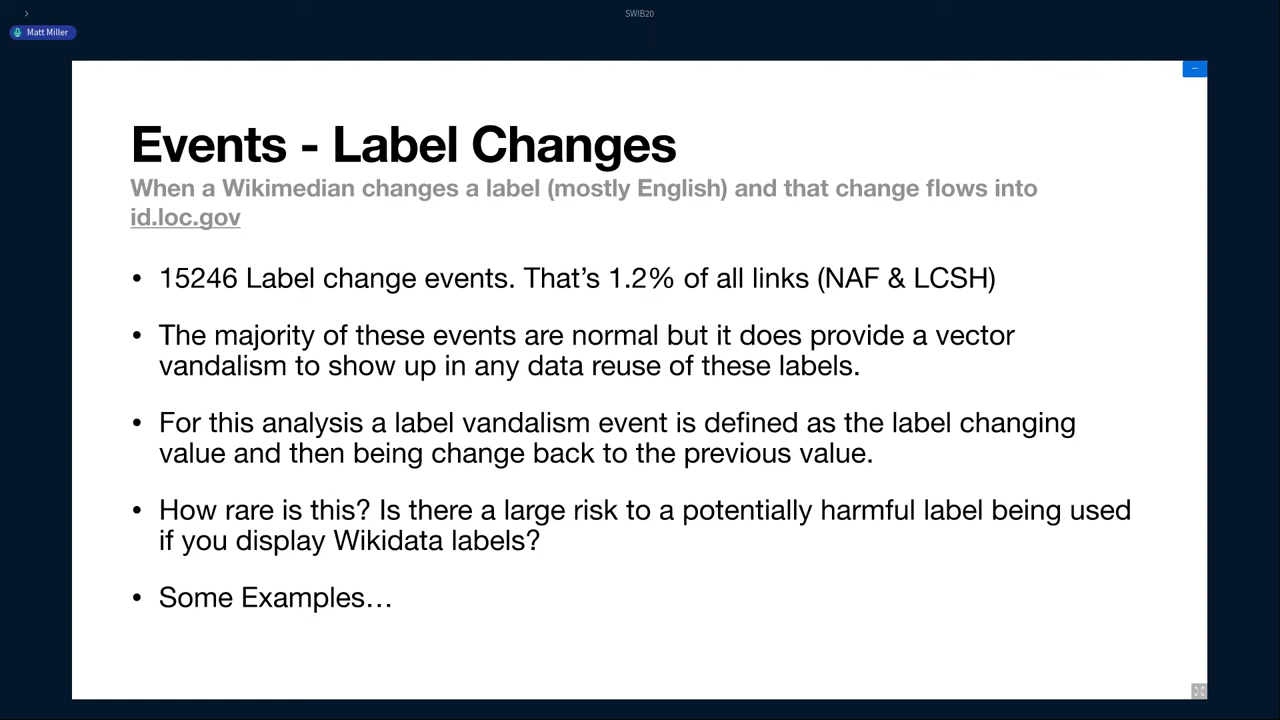 SWIB20
Matt Miller
Events - Label Changes
When a Wikimedian changes a label (mostly English) and that change flows into
id.loc.gov
• 15246 Label change events. That’s 1.2% of all links (NAF & LCSH)
• The majority of these events are normal but it does provide a vector
vandalism to show up in any data reuse of these labels.
• For this analysis a label vandalism event is defined as the label changing
value and then being change back to the previous value.
• How rare is this? Is there a large risk to a potentially harmful label being used
if you display Wikidata labels?
• Some Examples…